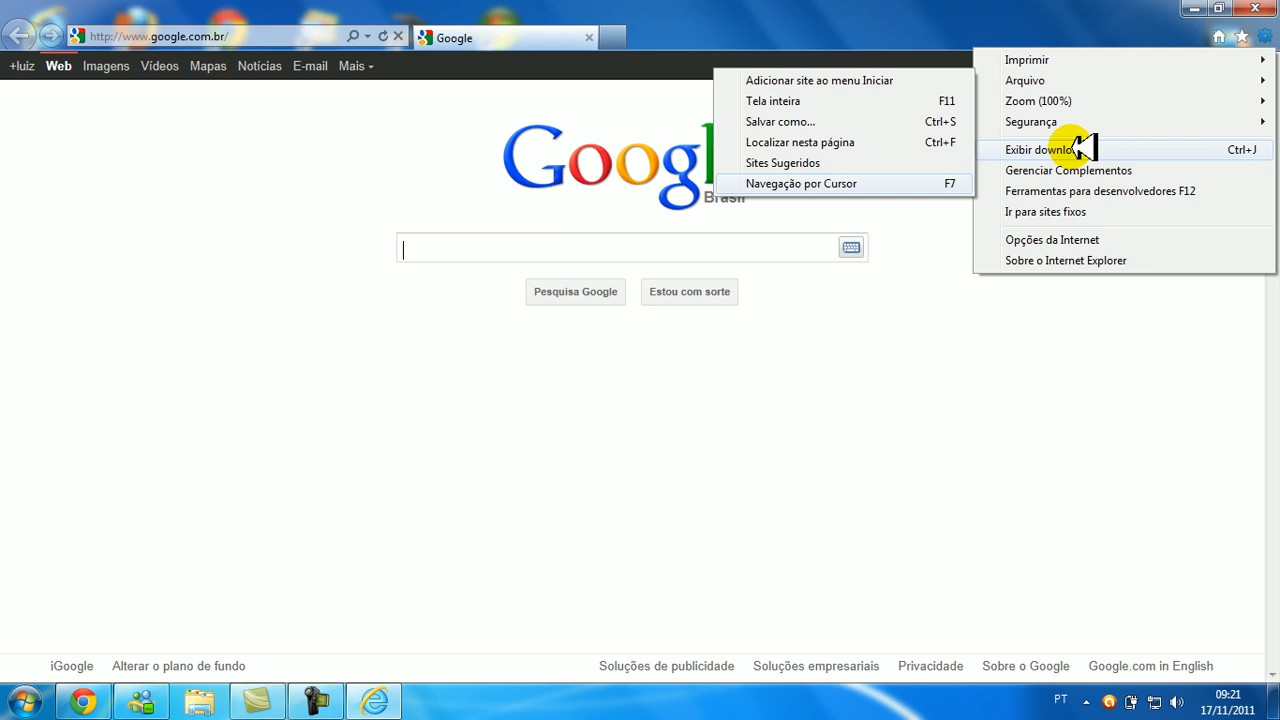 http://www.google.com.br/
Google
+luiz Web Imagens Vídeos Mapas Notícias E-mail Mais
Imprimir
Arquivo
Zoom (100%)
Segurança
Exibir Ctrl+J
Gerenciar Complementos
Ferramentas para desenvolvedores F12
Ir para sites fixos
Opções da Internet
Sobre o Internet Explorer
Adicionar site ao menu Iniciar
Tela inteira F11
Salvar como... Ctrl+S
Localizar nesta página Ctrl+F
Sites Sugeridos
Navegação por Cursor F7
Brasil
Pesquisa Google
Estou com sorte
iGoogle Alterar o plano de fundo Soluções de publicidade Soluções empresariais Privacidade Sobre o Google Google.com in English
PT
09:21
17/11/2011